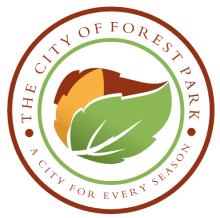 THE CITY OF FOREST PARK
A CITY FOR EVERY SEASON